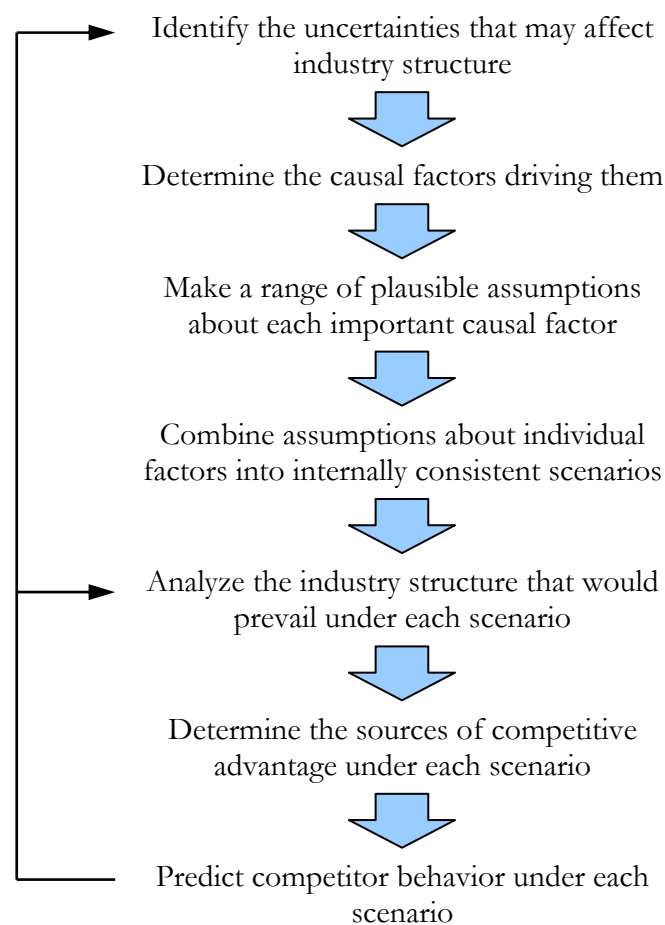 Identify the uncertainties that may affect
industry structure
Determine the causal factors driving them
Make a range of plausible assumptions
about each important causal factor
Combine assumptions about individual
factors into internally consistent scenarios
Analyze the industry structure that would
prevail under each scenario
Determine the sources of competitive
advantage under each scenario
Predict competitor behavior under each
scenario